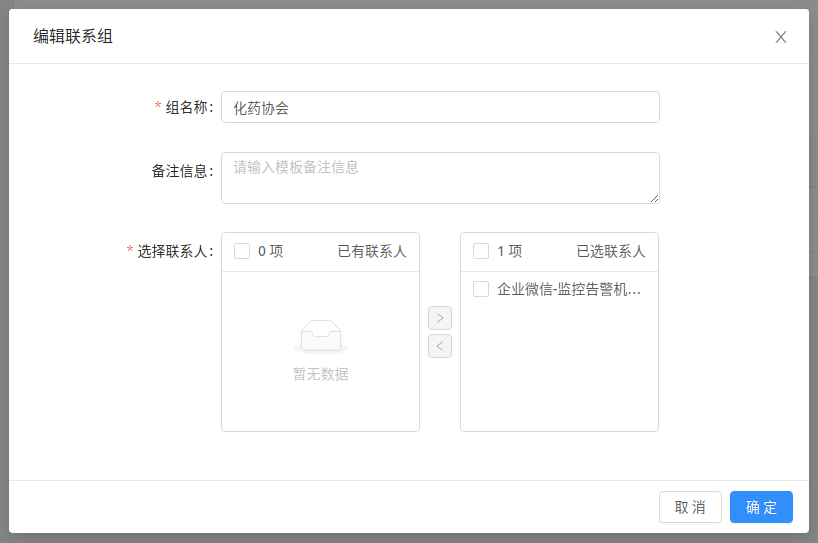 编辑联系组
* 组名称: 化药协会
备注信息: 请输入模板备注信息
* 选择联系人: 0 项 已有联系人 1 项 已选联系人
企业微信-监控告警机...
暂无数据
取 消 确 定